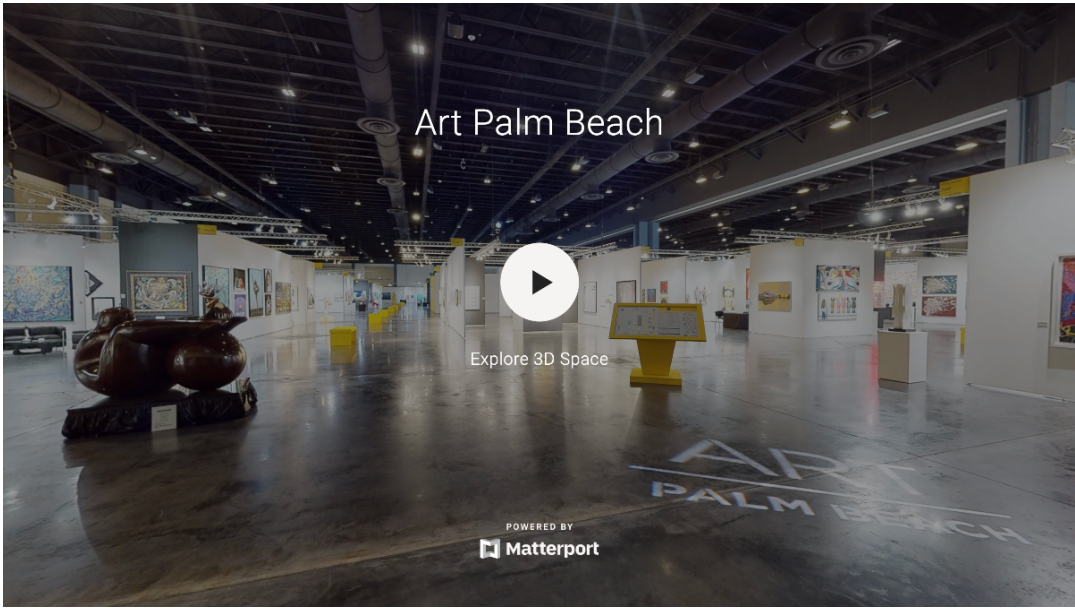 Art Palm Beach
Explore 3D Space
ART
PALM BEACH
POWERED BY
Matterport